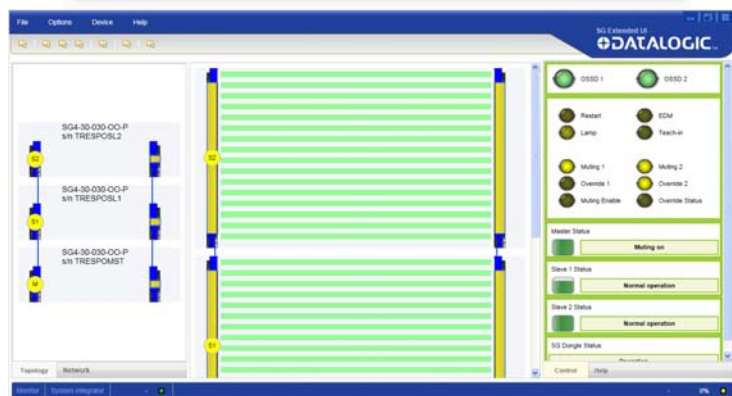 File Options Device Help
SG Extended UI
DATALOGIC
SG4-30-030-OO-P
s/n TRESPOSL2
S2
SG4-30-030-OO-P
s/n TRESPOSL1
S1
SG4-30-030-OO-P
s/n TRESPOMST
M
Topology Network
S2
S1
OSSD 1 OSSD 2
Restart EDM
Lamp Teach-in
Muting 1 Muting 2
Override 1 Override 2
Muting Enable Override Status
Master Status
Muting on
Slave 1 Status
Normal operation
Slave 2 Status
Normal operation
SG Dongle Status
Control Help
Monitor System integrator - - 0%